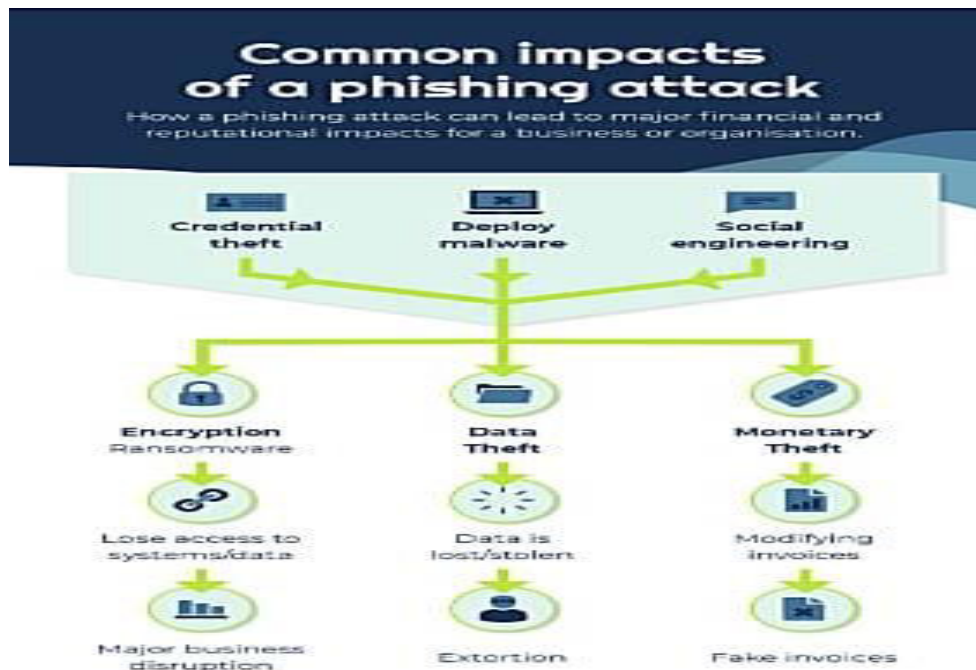 Common impacts
of a phishing attack
How a phishing attack can lead to major financial and
reputational impacts for a business or organisation.
Credential
theft
Deploy
malware
Social
engineering
Encryption
Ransomware
Data
Theft
Monetary
Theft
Lose access to
systems/data
Data is
lost/stolen
Modifying
invoices
Major business
disruption
Extortion
Fake invoices